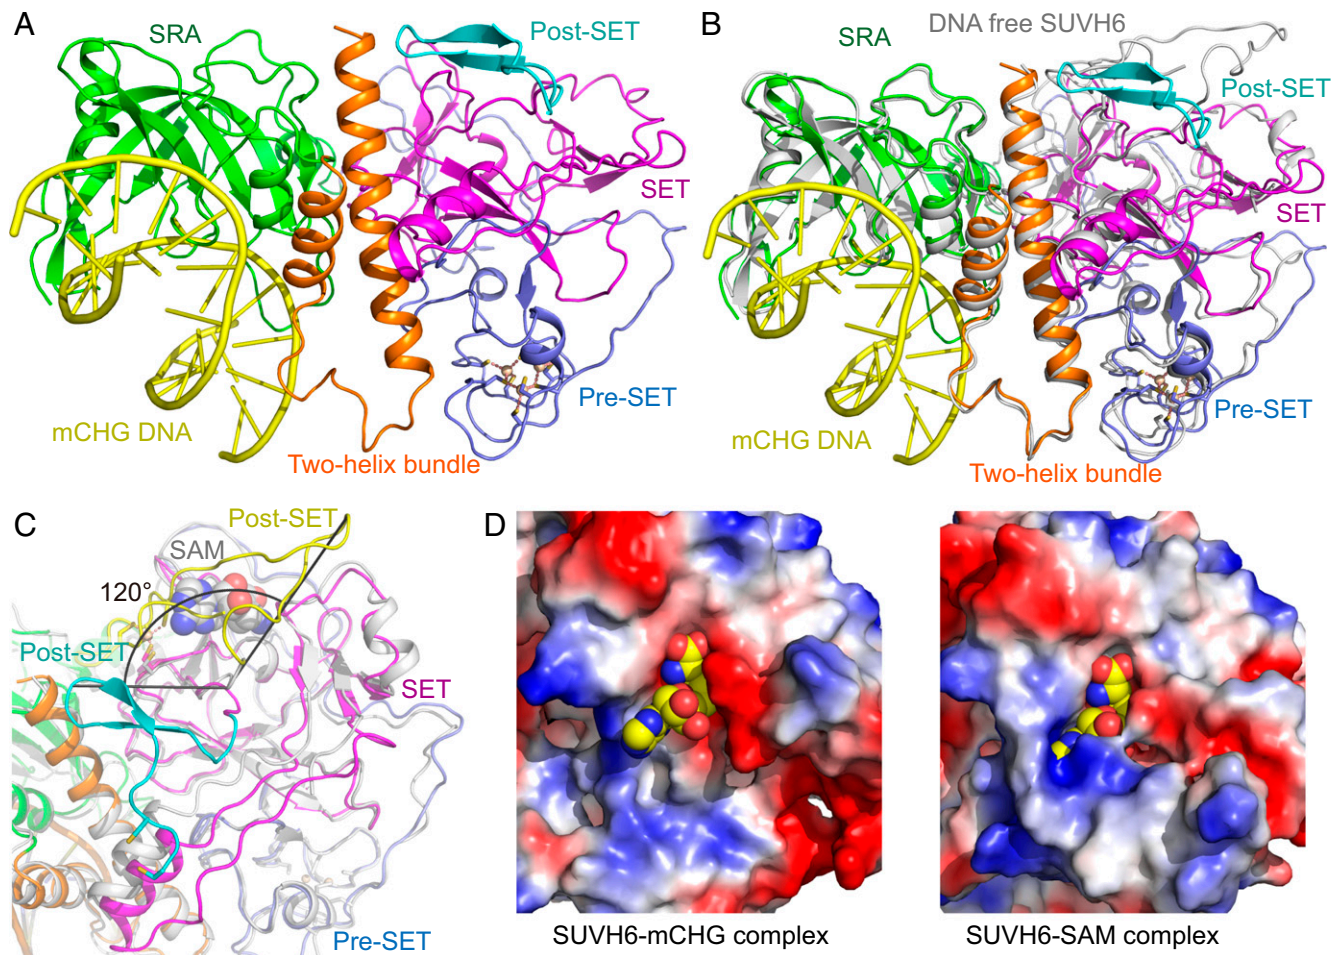 A
SRA
Post-SET
SET
Pre-SET
mCHG DNA
Two-helix bundle
B
DNA free SUVH6
SRA
Post-SET
SET
Pre-SET
mCHG DNA
Two-helix bundle
C
Post-SET
SAM
120°
Post-SET
SET
Pre-SET
D
SUVH6-mCHG complex
SUVH6-SAM complex